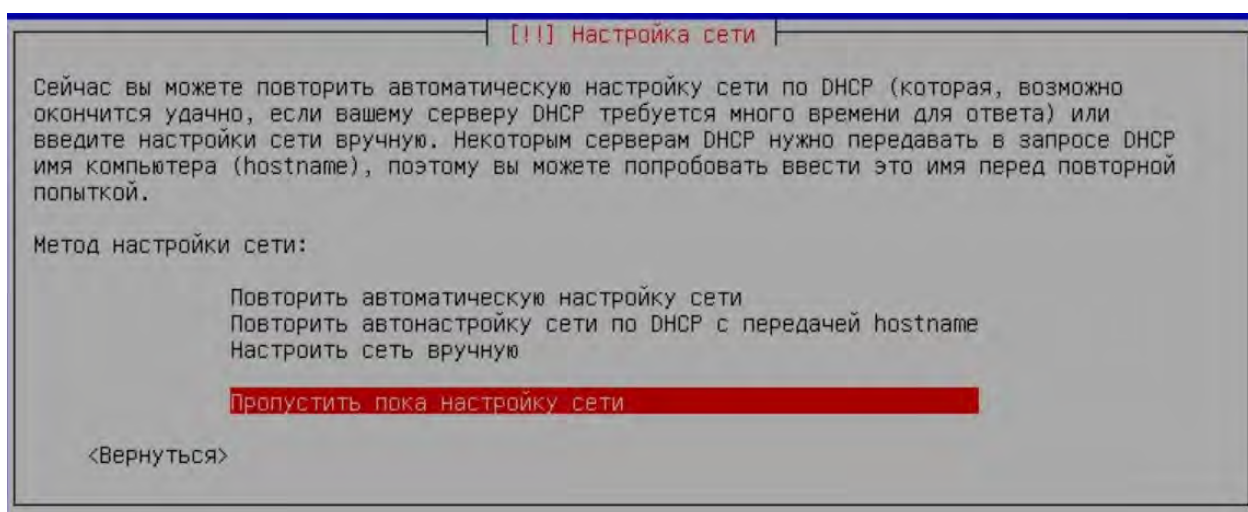 [!!] Настройка сети
Сейчас вы можете повторить автоматическую настройку сети по DHCP (которая, возможно
окончится удачно, если вашему серверу DHCP требуется много времени для ответа) или
введите настройки сети вручную. Некоторым серверам DHCP нужно передавать в запросе DHCP
имя компьютера (hostname), поэтому вы можете попробовать ввести это имя перед повторной
попыткой.
Метод настройки сети:
Повторить автоматическую настройку сети
Повторить автонастройку сети по DHCP с передачей hostname
Настроить сеть вручную
Пропустить пока настройку сети
<Вернуться>